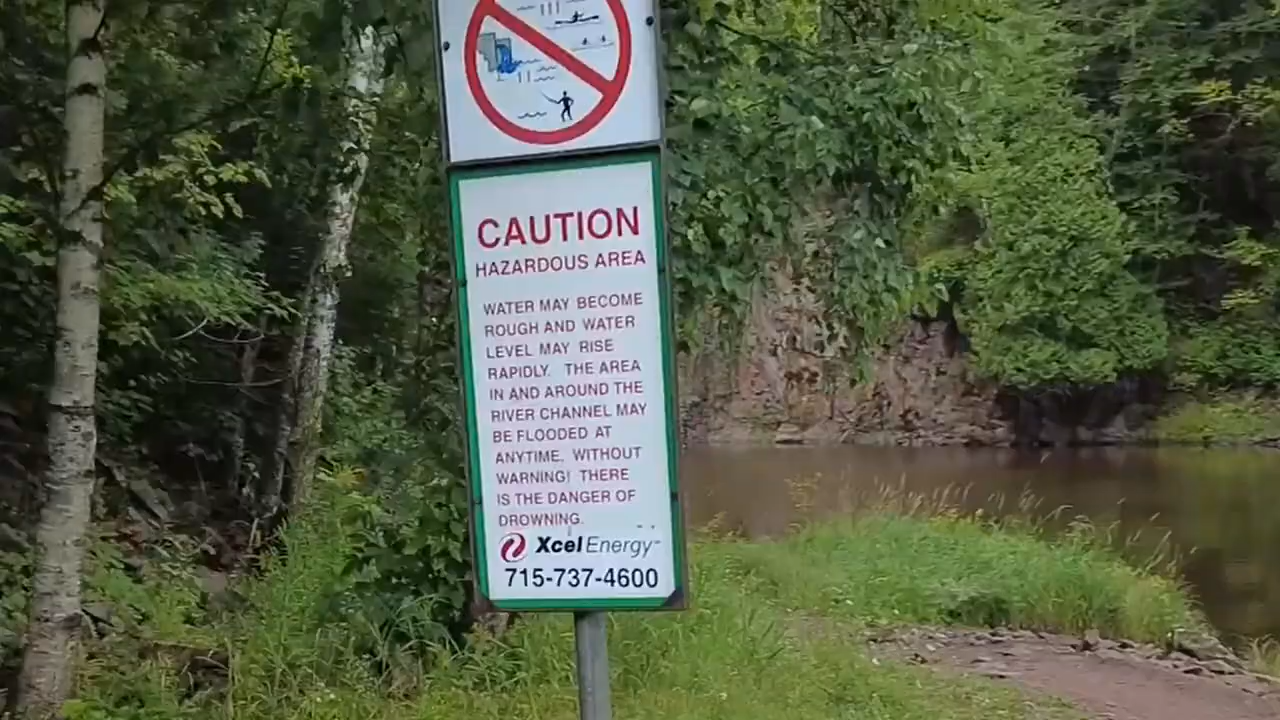 CAUTION
HAZARDOUS AREA
WATER MAY BECOME
ROUGH AND WATER
LEVEL MAY RISE
RAPIDLY. THE AREA
IN AND AROUND THE
RIVER CHANNEL MAY
BE FLOODED AT
ANYTIME, WITHOUT
WARNING! THERE
IS THE DANGER OF
DROWNING.
Xcel Energy
715-737-4600